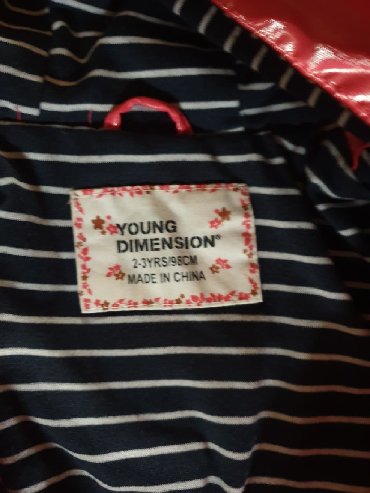 YOUNG
DIMENSION®
2-3YRS/98CM
MADE IN CHINA